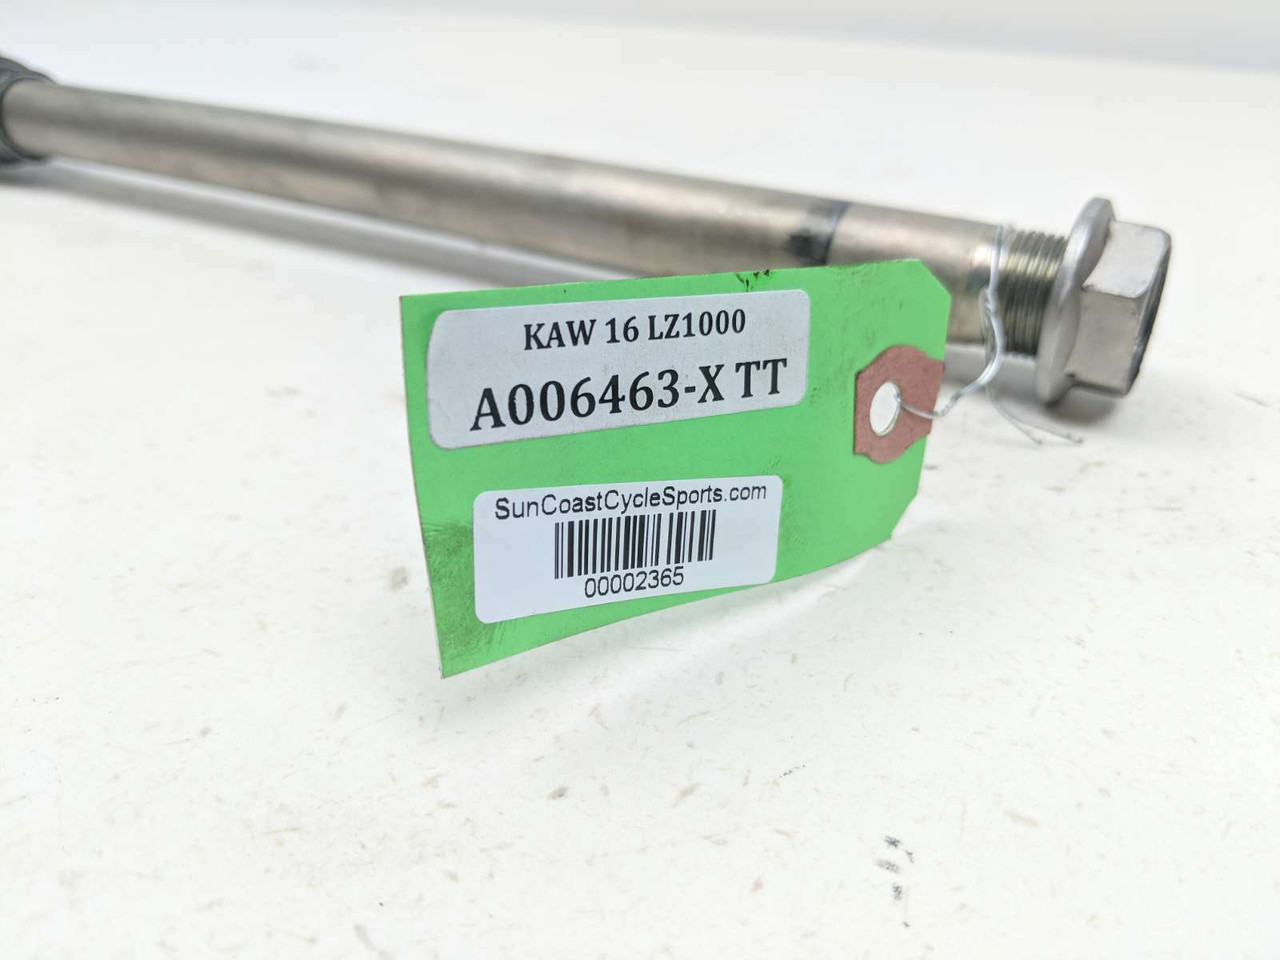 KAW 16 LZ1000
A006463-X TT
SunCoastCycleSports.com
00002365